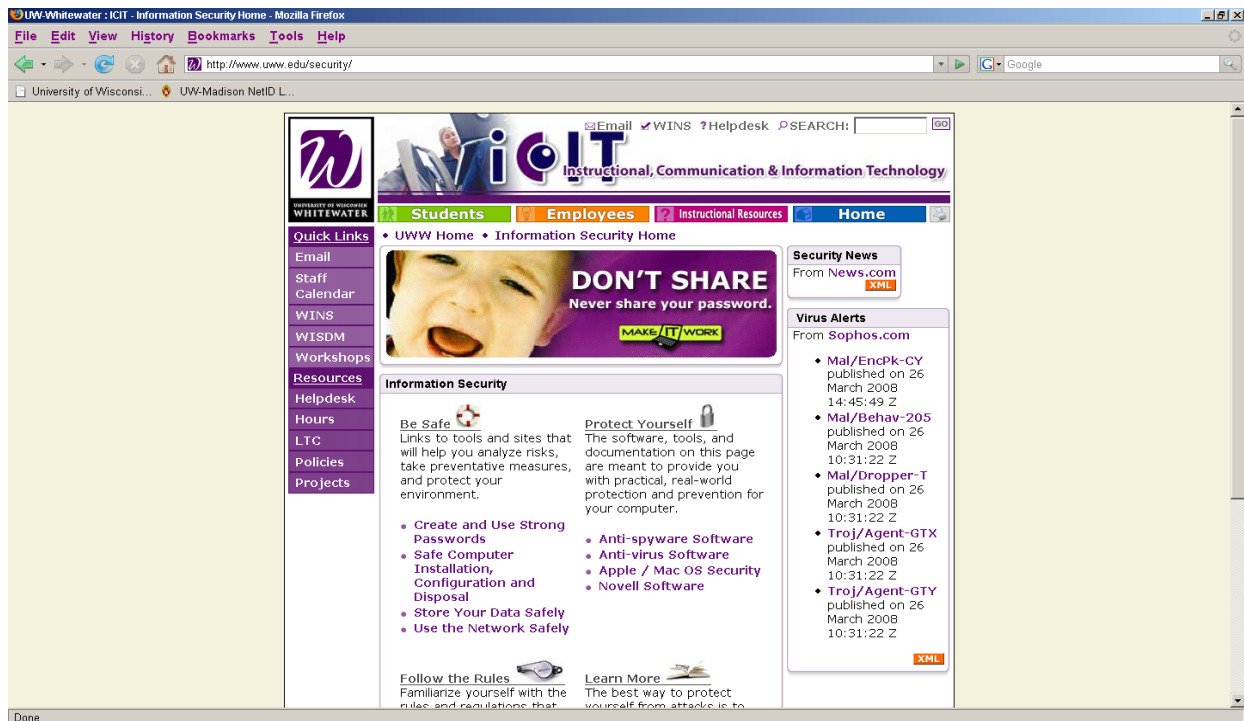 UW-Whitewater : ICIT - Information Security Home - Mozilla Firefox
File Edit View History Bookmarks Tools Help
http://www.uww.edu/security/
Google
University of Wisconsi... UW-Madison NetID L...
Email WINS ?Helpdesk SEARCH: GO
W
UNIVERSITY OF WISCONSIN
WHITEWATER
iCIT
Instructional, Communication & Information Technology
Students Employees ? Instructional Resources Home
Quick Links
Email
Staff
Calendar
WINS
WISDM
Workshops
Resources
Helpdesk
Hours
LTC
Policies
Projects
• UWW Home • Information Security Home
DON'T SHARE
Never share your password.
MAKE IT WORK
Information Security
Be Safe
Links to tools and sites that
will help you analyze risks,
take preventative measures,
and protect your
environment.
• Create and Use Strong
Passwords
• Safe Computer
Installation,
Configuration and
Disposal
• Store Your Data Safely
• Use the Network Safely
Protect Yourself
The software, tools, and
documentation on this page
are meant to provide you
with practical, real-world
protection and prevention for
your computer.
• Anti-spyware Software
• Anti-virus Software
• Apple / Mac OS Security
• Novell Software
Follow the Rules
Familiarize yourself with the
rules and regulations that
Learn More
The best way to protect
yourself from attacks is to
Security News
From News.com
XML
Virus Alerts
From Sophos.com
• Mal/EncPk-CY
published on 26
March 2008
14:45:49 Z
• Mal/Behav-205
published on 26
March 2008
10:31:22 Z
• Mal/Dropper-T
published on 26
March 2008
10:31:22 Z
• Troj/Agent-GTX
published on 26
March 2008
10:31:22 Z
• Troj/Agent-GTY
published on 26
March 2008
10:31:22 Z
XML
Done